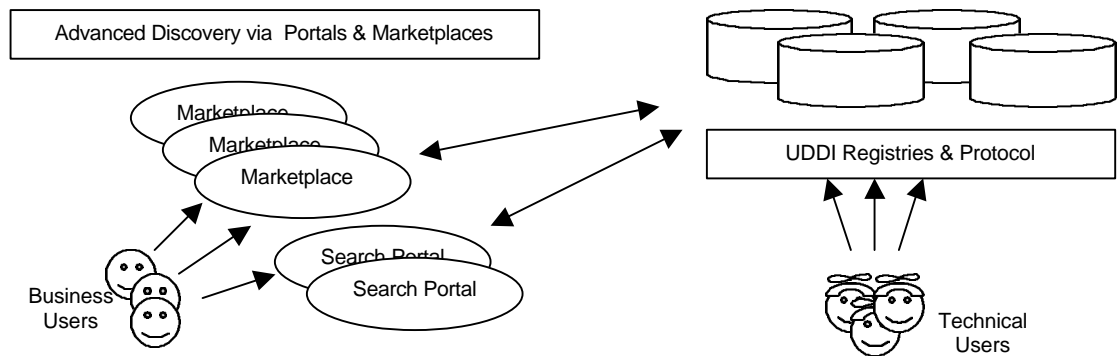 Advanced Discovery via Portals & Marketplaces
Marketplace
Marketplace
Marketplace
UDDI Registries & Protocol
Search Portal
Search Portal
Business
Users
Technical
Users